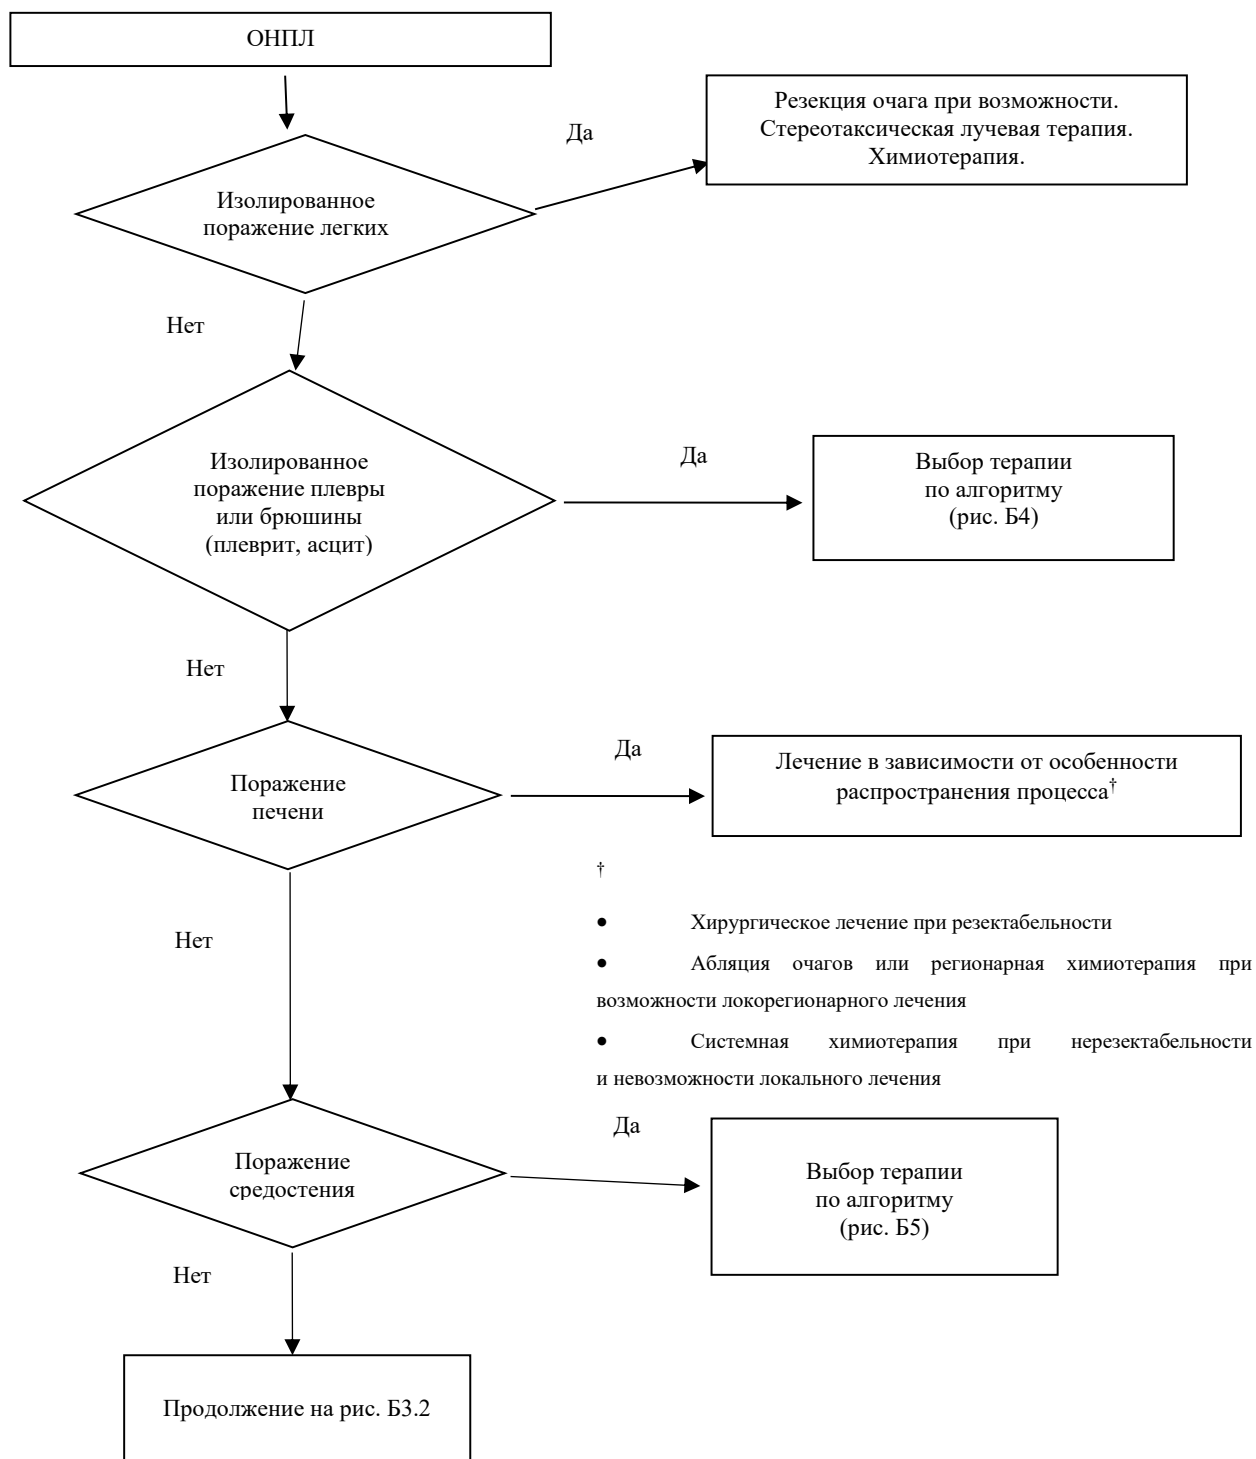 ОНПЛ
Да
Резекция очага при возможности.
Стереотаксическая лучевая терапия.
Химиотерапия.
Изолированное
поражение легких
Нет
Изолированное
поражение плевры
или брюшины
(плеврит, асцит)
Да
Выбор терапии
по алгоритму
(рис. Б4)
Нет
Поражение
печени
Да
Лечение в зависимости от особенности
распространения процесса†
†
● Хирургическое лечение при резектабельности
● Абляция очагов или регионарная химиотерапия при
возможности локорегионарного лечения
● Системная химиотерапия при нерезектабельности
и невозможности локального лечения
Нет
Поражение
средостения
Да
Выбор терапии
по алгоритму
(рис. Б5)
Нет
Продолжение на рис. Б3.2